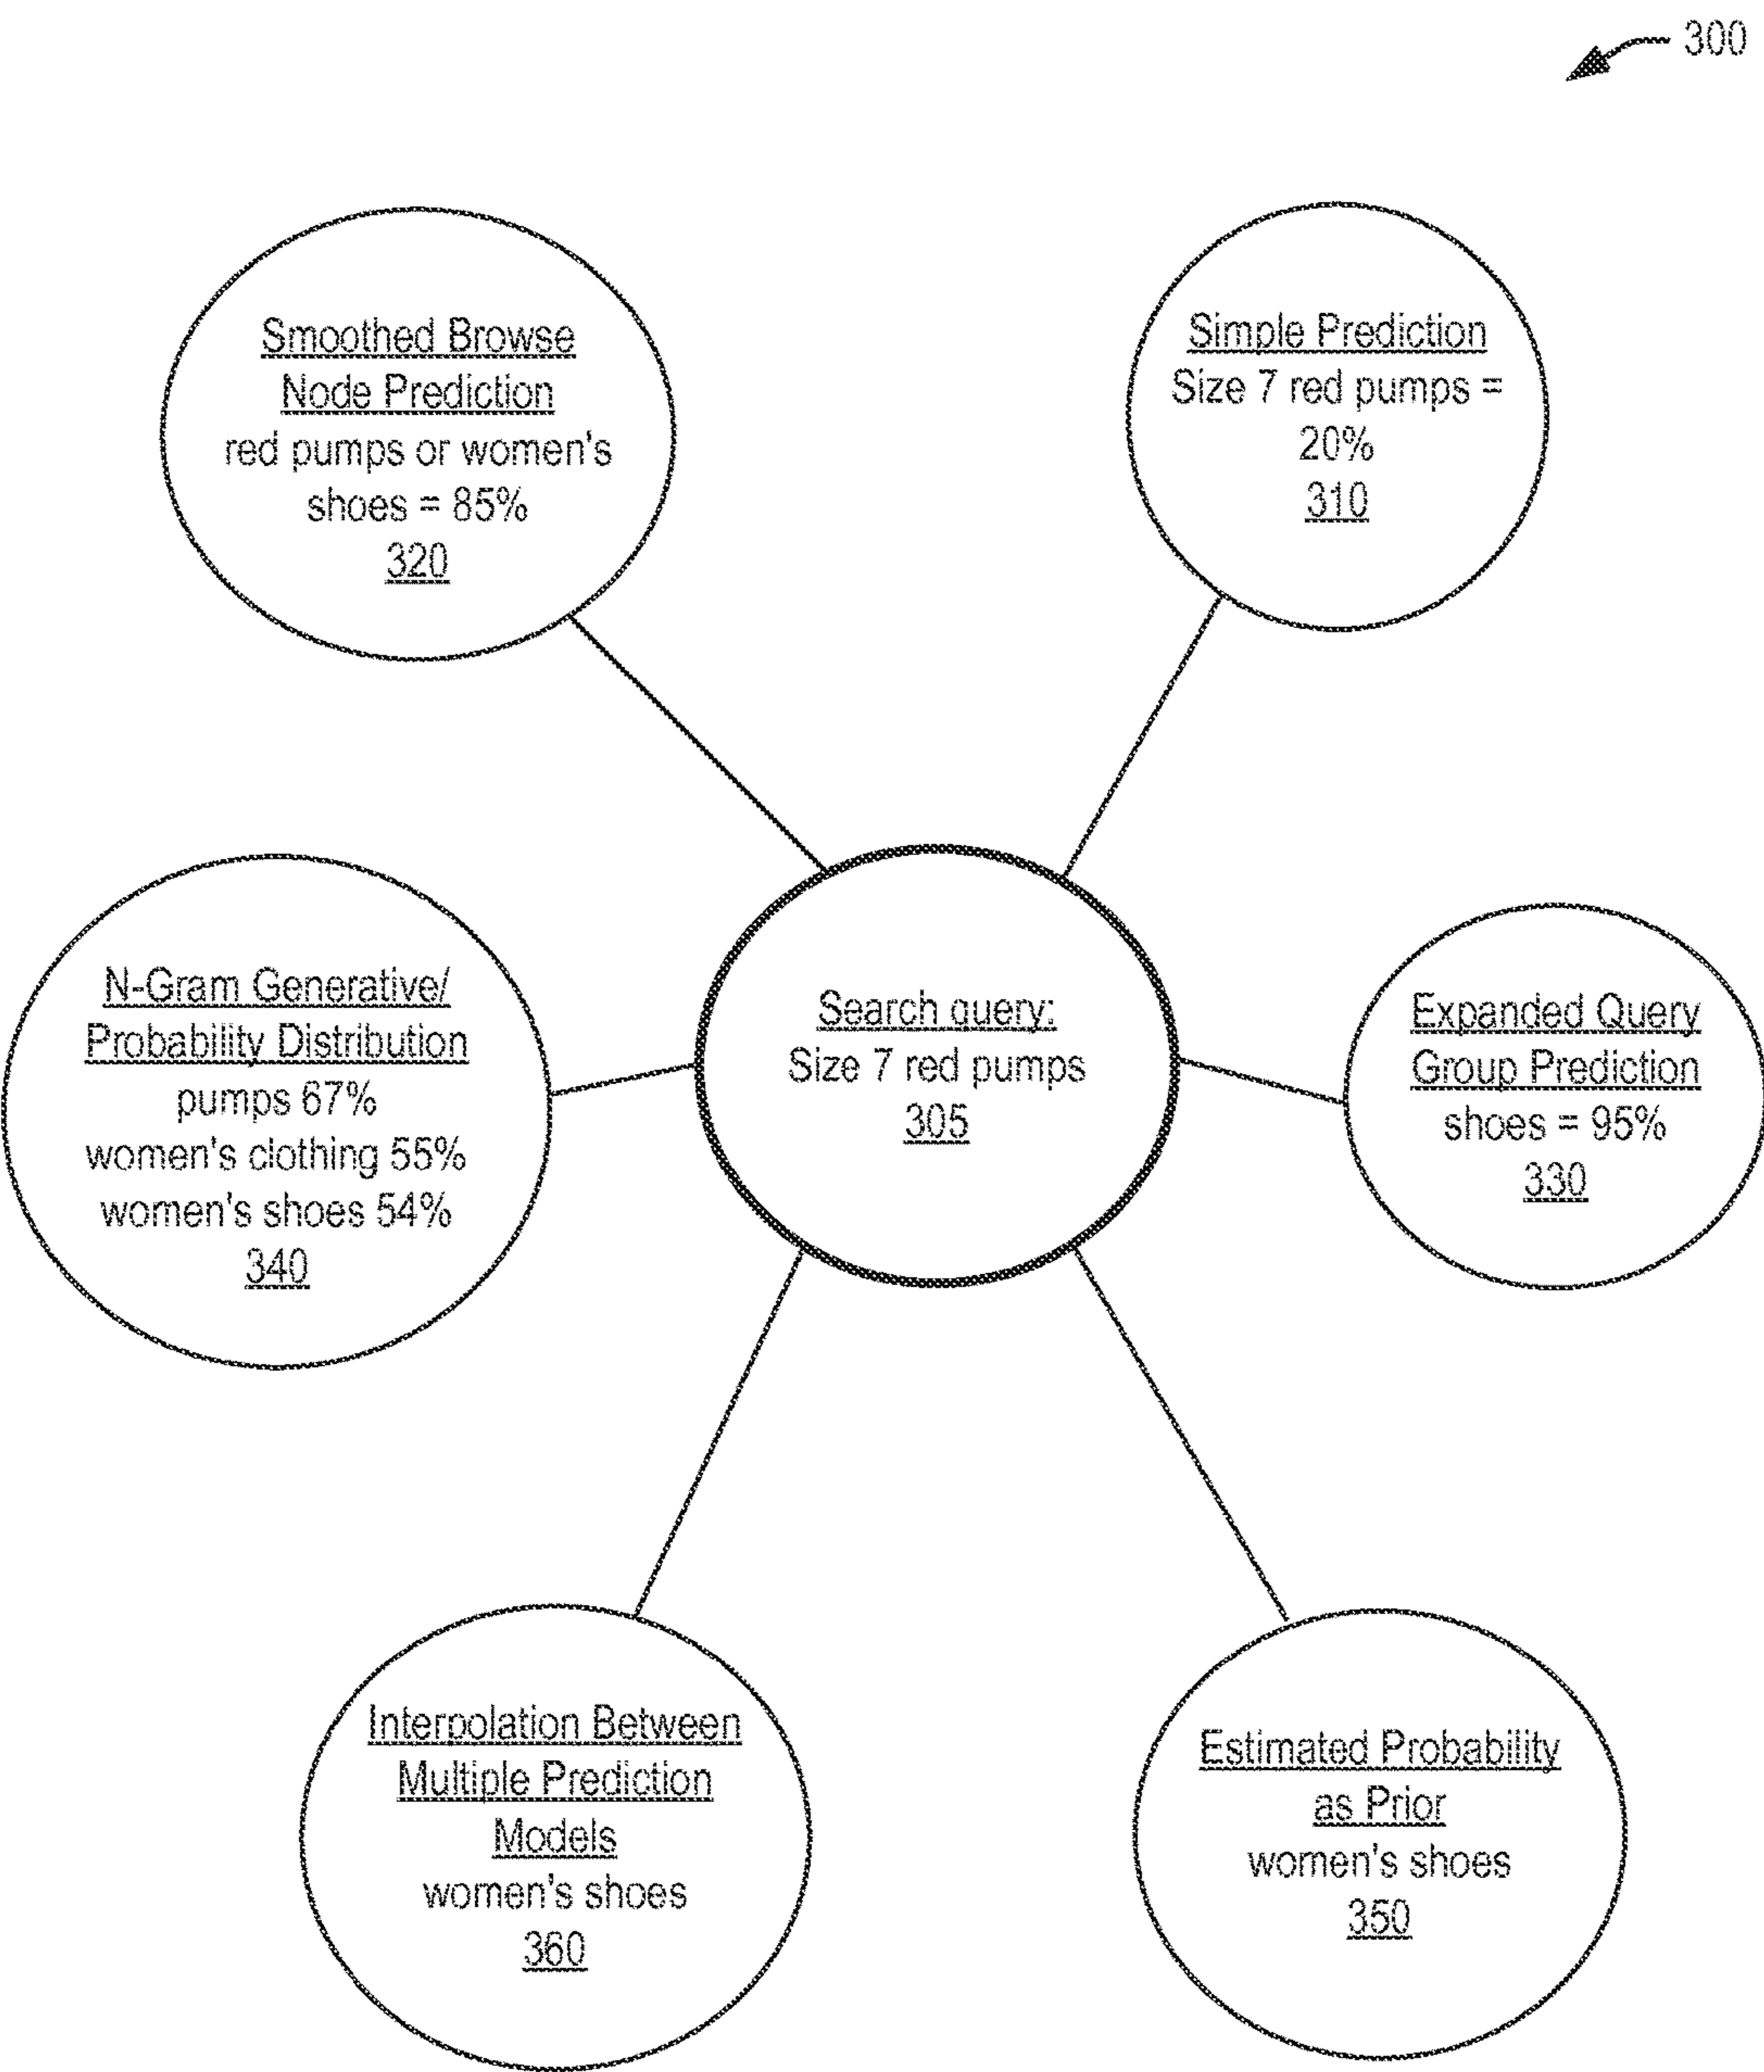 300
Smoothed Browse
Node Prediction
red pumps or women's
shoes = 85%
320
Simple Prediction
Size 7 red pumps =
20%
310
N-Gram Generative/
Probability Distribution
pumps 67%
women's clothing 55%
women's shoes 54%
340
Search query:
Size 7 red pumps
305
Expanded Query
Group Prediction
shoes = 95%
330
Interpolation Between
Multiple Prediction
Models
women's shoes
360
Estimated Probability
as Prior
women's shoes
350